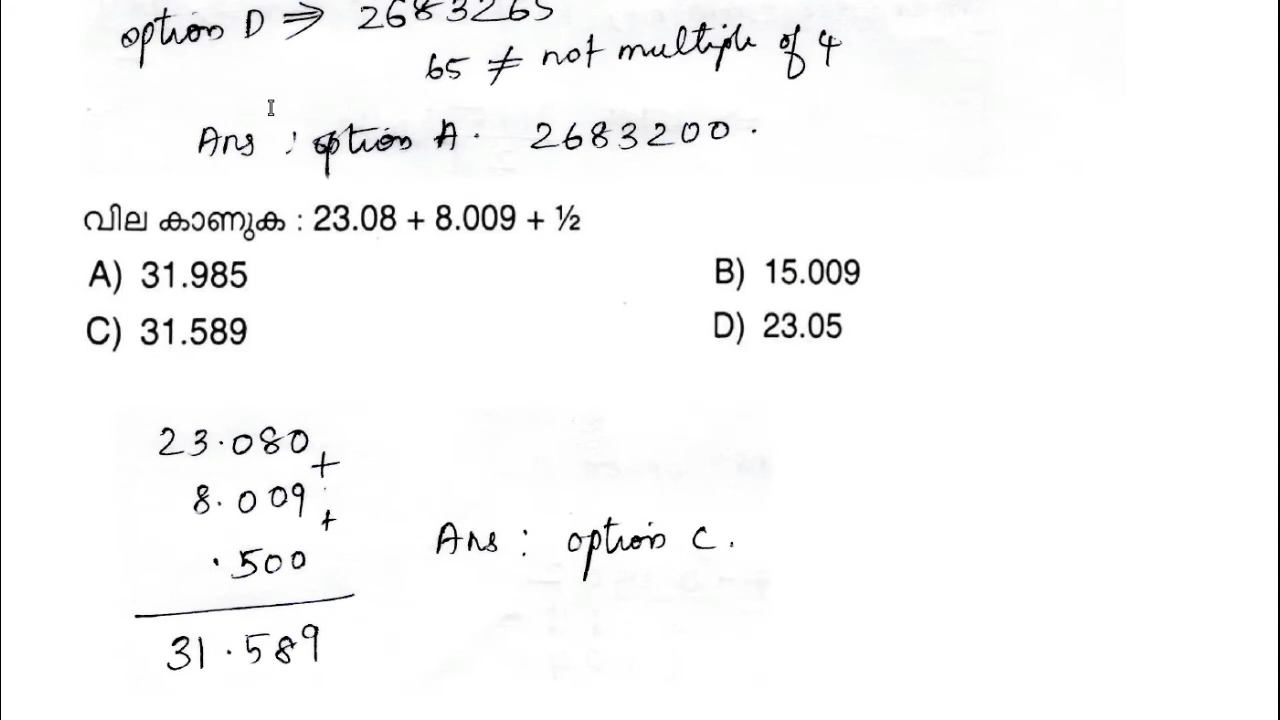 option D ⇒ 2683265
65 ≠ not multiple of 4
Ans : option A. 2683200.
വില കാണുക : 23.08 + 8.009 + ½
A) 31.985 B) 15.009
C) 31.589 D) 23.05
23.080 +
8.009 +
.500
Ans : option C.
31.589